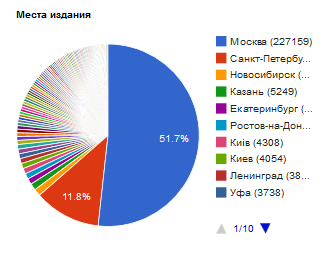 Места издания
Москва (227159)
Санкт-Петербу...
Новосибирск (...
Казань (5249)
Екатеринбург (...
Ростов-на-Дон...
Київ (4308)
Киев (4054)
Ленинград (38...
Уфа (3738)
51.7%
11.8%
1/10